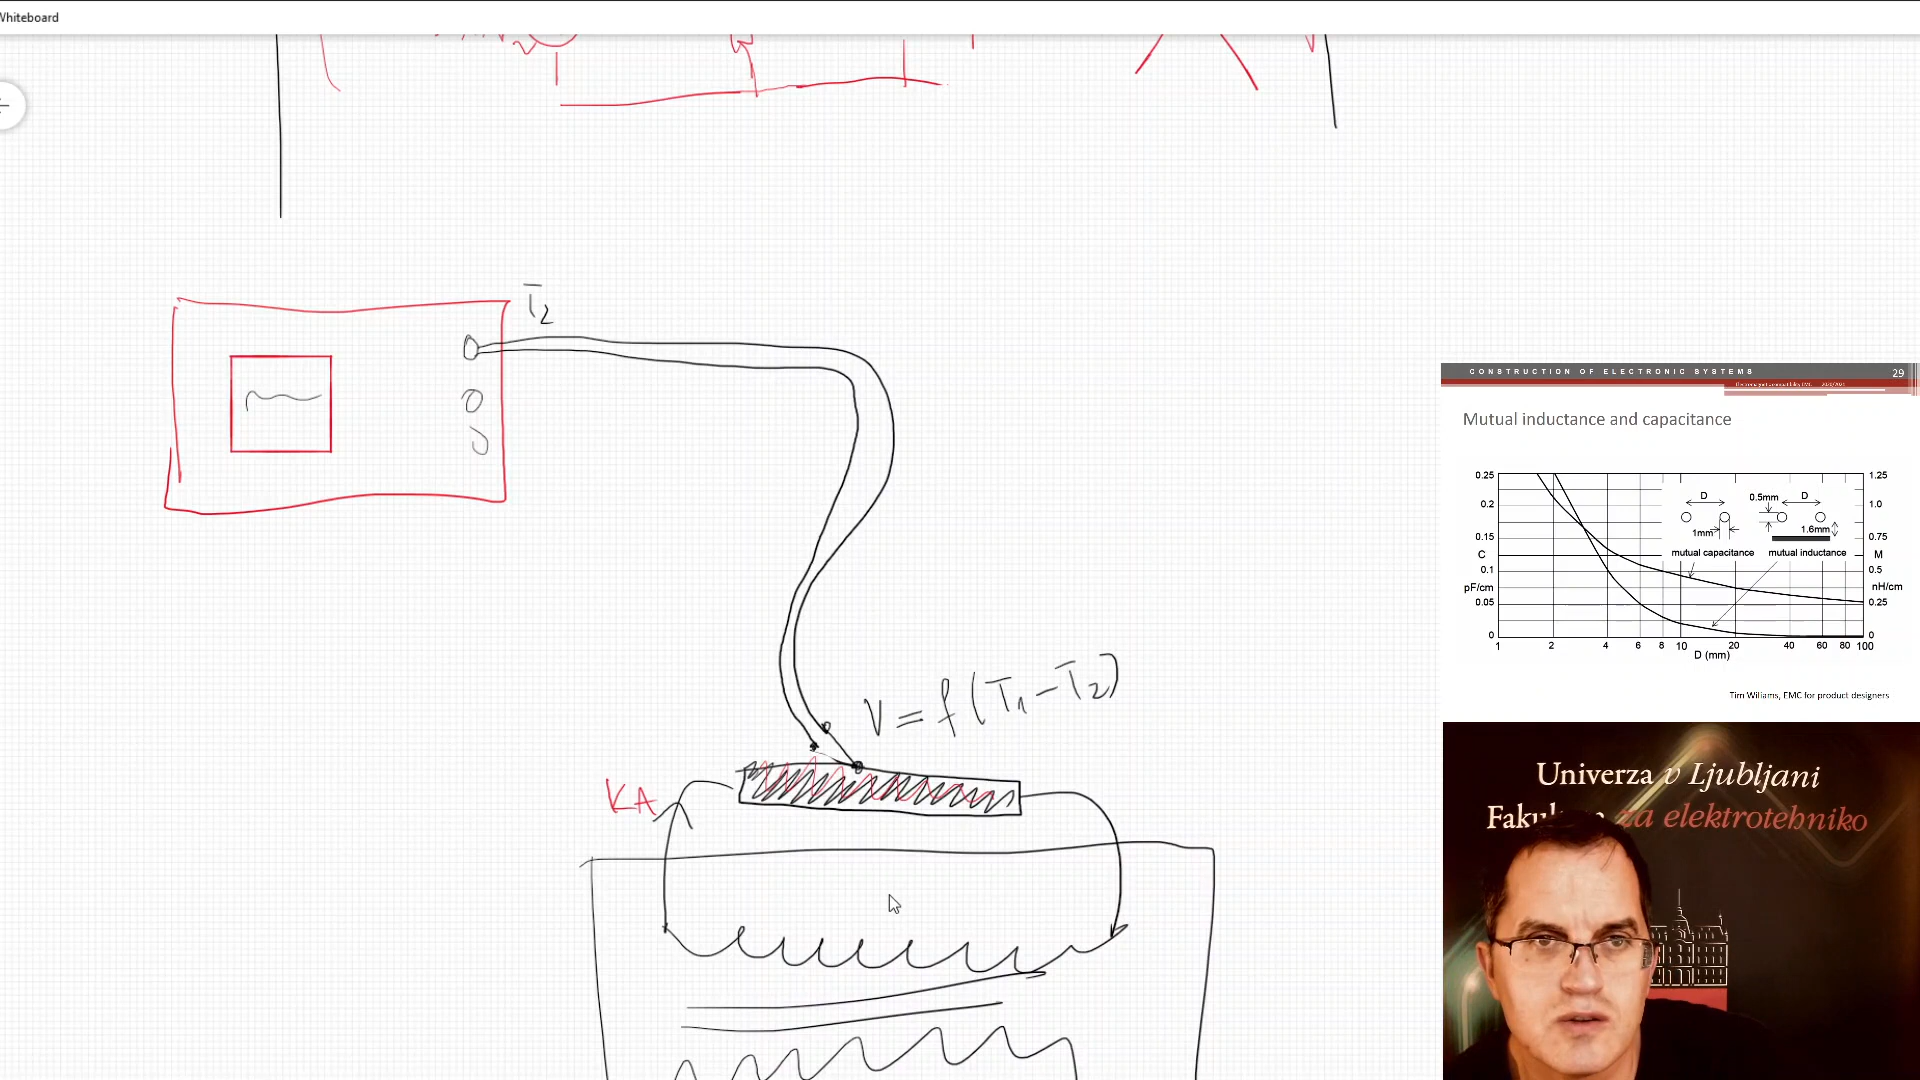 Whiteboard
T2
V = f(T1-T2)
KA
CONSTRUCTION OF ELECTRONIC SYSTEMS 29
Mutual inductance and capacitance
0.25
0.2
0.15
C
0.1
pF/cm
0.05
0
1.25
1.0
0.75
M
0.5
nH/cm
0.25
0
D
1mm
mutual capacitance
0.5mm
D
1.6mm
mutual inductance
1 2 4 6 8 10 20 40 60 80 100
D (mm)
Tim Wiliams, EMC for product designers
Univerza v Ljubljani
za elektrotehniko